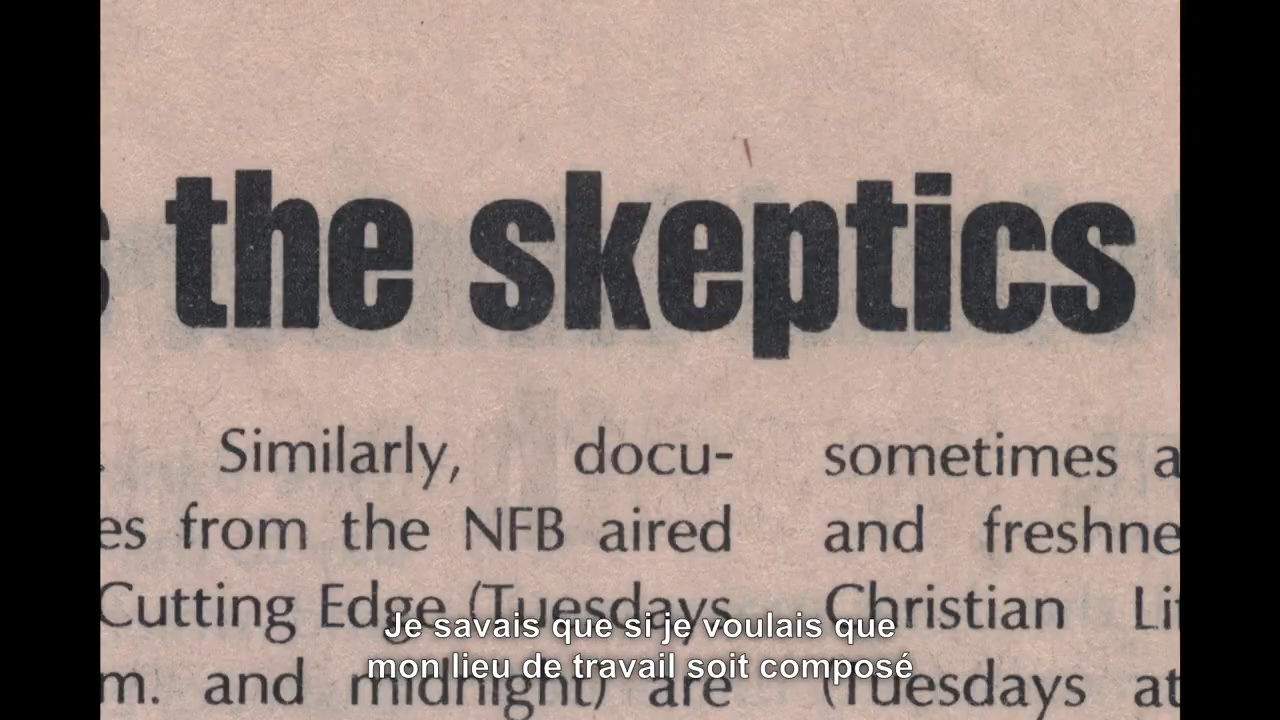 the skeptics
Similarly, docu-
es from the NFB aired
Cutting Edge (Tuesdays
m. and midnight) are
sometimes a
and freshne
Christian Lit
(Tuesdays at
Je savais que si je voulais que
mon lieu de travail soit composé